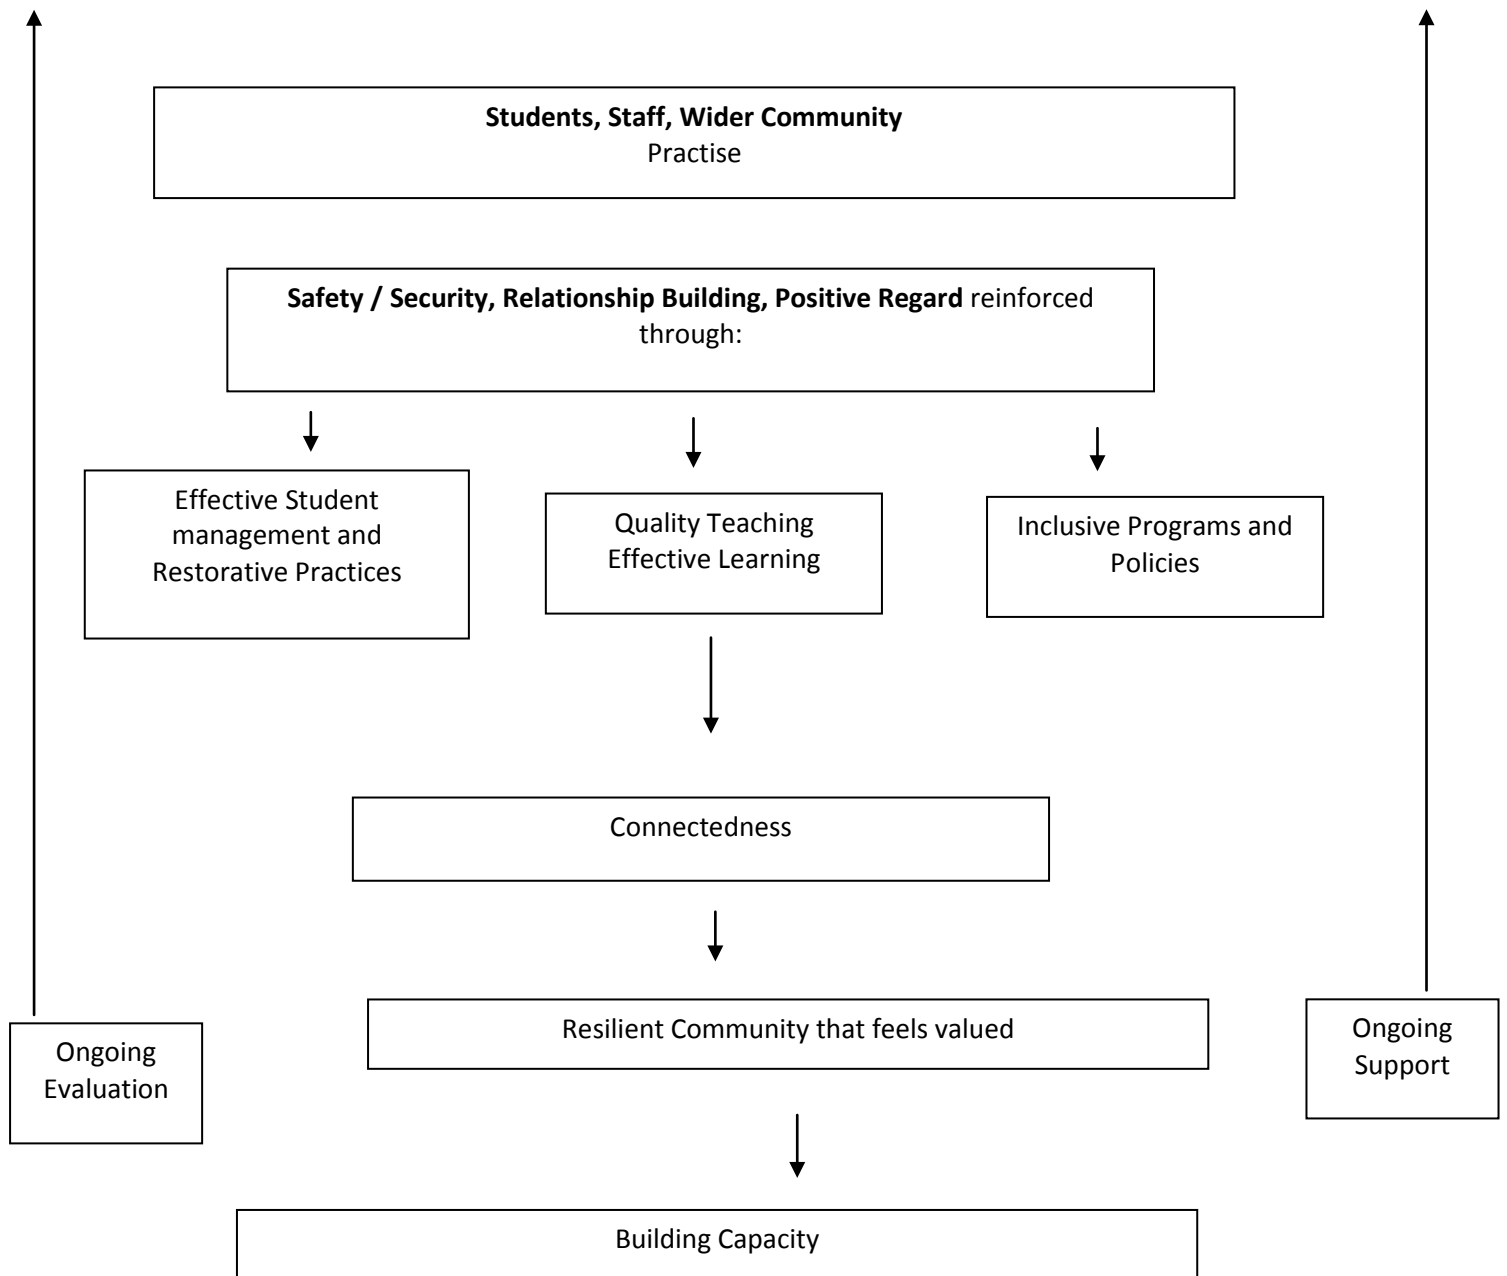 Students, Staff, Wider Community
Practise
Safety / Security, Relationship Building, Positive Regard reinforced
through:
Effective Student
management and
Restorative Practices
Quality Teaching
Effective Learning
Inclusive Programs and
Policies
Connectedness
Resilient Community that feels valued
Ongoing
Evaluation
Ongoing
Support
Building Capacity